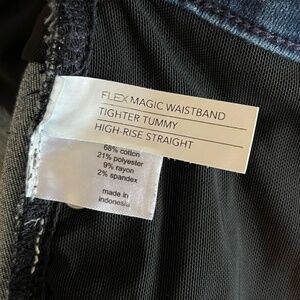 FLEX MAGIC WAISTBAND
TIGHTER TUMMY
HIGH-RISE STRAIGHT
68% cotton
21% polyester
9% rayon
2% spandex
made in
indonesia